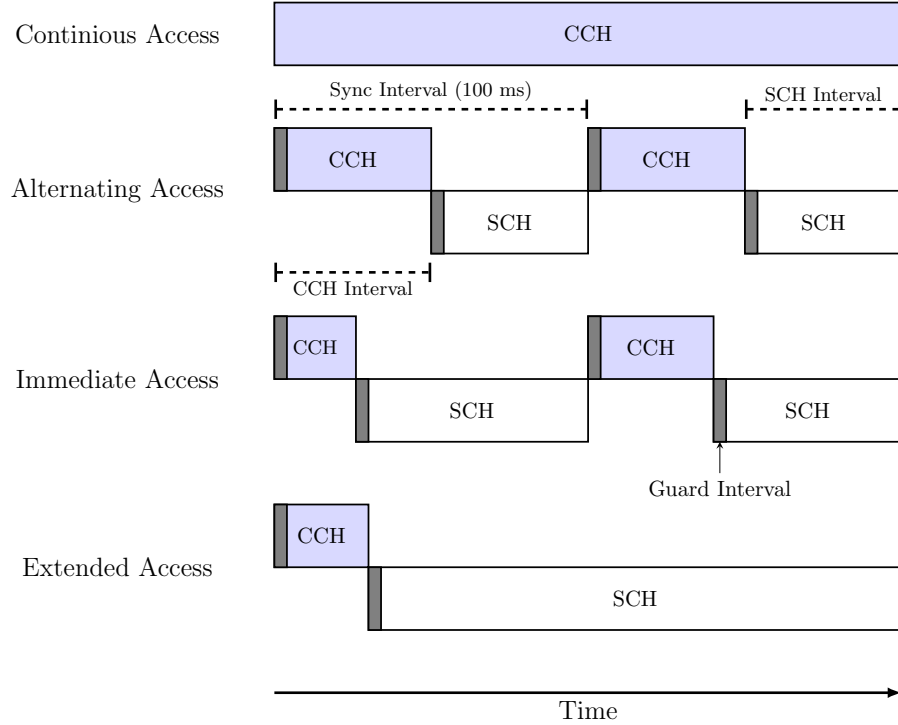 Continious Access
CCH
Sync Interval (100 ms)
SCH Interval
Alternating Access
CCH
CCH
SCH
SCH
CCH Interval
Immediate Access
CCH
CCH
SCH
SCH
Guard Interval
Extended Access
CCH
SCH
Time